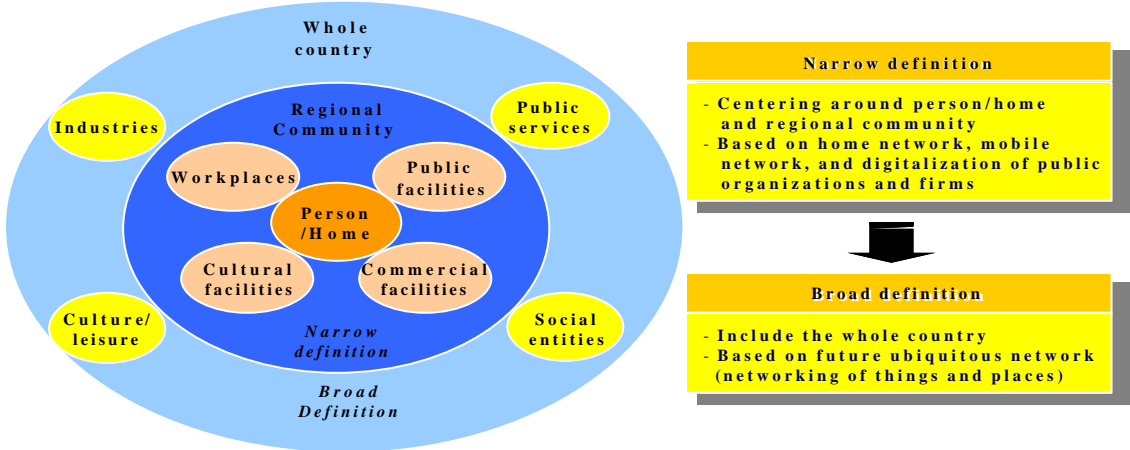 Whole
country
Industries
Public
services
Regional
Community
Workplaces
Public
facilities
Person
/Home
Cultural
facilities
Commercial
facilities
Culture/
leisure
Social
entities
Narrow
definition
Broad
Definition
Narrow definition
- Centering around person/home
and regional community
- Based on home network, mobile
network, and digitalization of public
organizations and firms
Broad definition
- Include the whole country
- Based on future ubiquitous network
(networking of things and places)